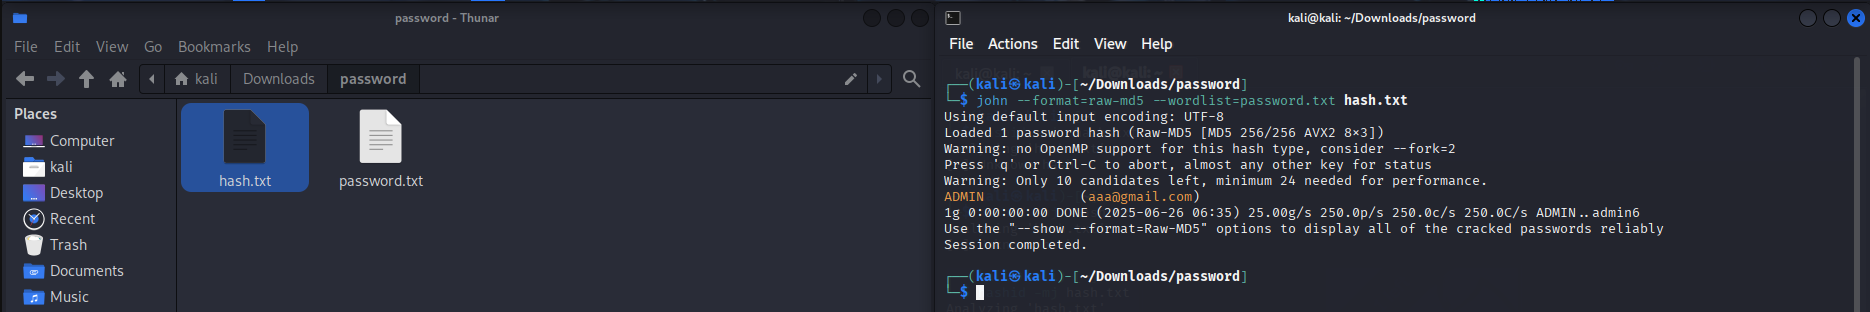 password - Thunar
File Edit View Go Bookmarks Help
kali Downloads password
Places
Computer
kali
Desktop
Recent
Trash
Documents
Music
hash.txt password.txt
kali@kali: ~/Downloads/password
File Actions Edit View Help
┌──(kali㉿kali)-[~/Downloads/password]
└─$ john --format=raw-md5 --wordlist=password.txt hash.txt
Using default input encoding: UTF-8
Loaded 1 password hash (Raw-MD5 [MD5 256/256 AVX2 8×3])
Warning: no OpenMP support for this hash type, consider --fork=2
Press 'q' or Ctrl-C to abort, almost any other key for status
Warning: Only 10 candidates left, minimum 24 needed for performance.
ADMIN (aaa@gmail.com)
1g 0:00:00:00 DONE (2025-06-26 06:35) 25.00g/s 250.0p/s 250.0c/s 250.0C/s ADMIN..admin6
Use the "--show --format=Raw-MD5" options to display all of the cracked passwords reliably
Session completed.
┌──(kali㉿kali)-[~/Downloads/password]
└─$